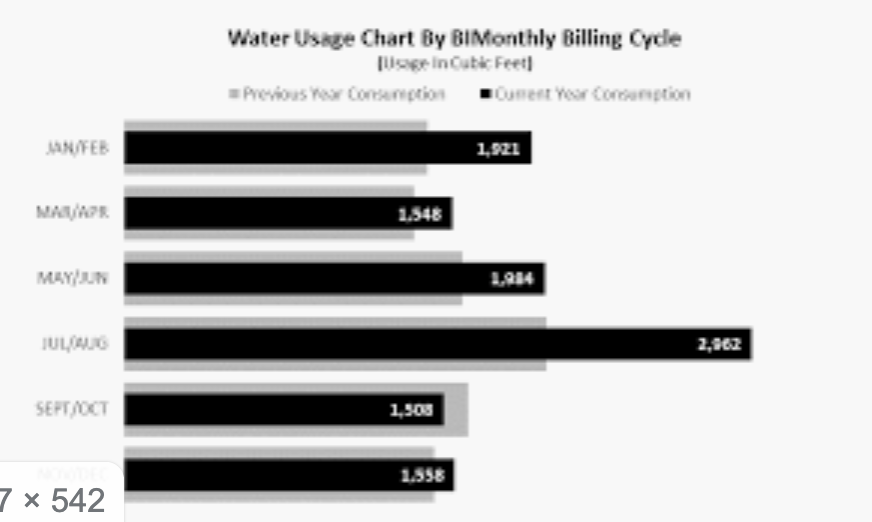 Water Usage Chart By BIMonthly Billing Cycle
(Usage In Cubic Feet)
Previous Year Consumption Current Year Consumption
JAN/FEB 1,921
MAR/APR 1,548
MAY/JUN 1,984
JUL/AUG 2,962
SEPT/OCT 1,508
NOV/DEC 1,558
7 × 542